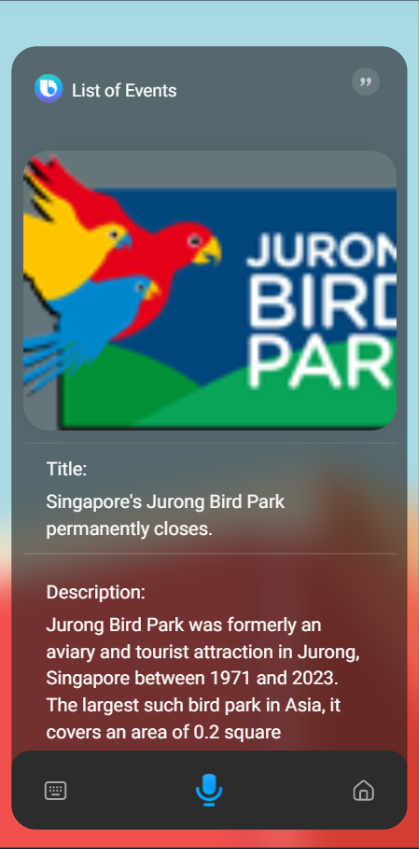 List of Events
JURON
BIRD
PAR
Title:
Singapore's Jurong Bird Park
permanently closes.
Description:
Jurong Bird Park was formerly an
aviary and tourist attraction in Jurong,
Singapore between 1971 and 2023.
The largest such bird park in Asia, it
covers an area of 0.2 square